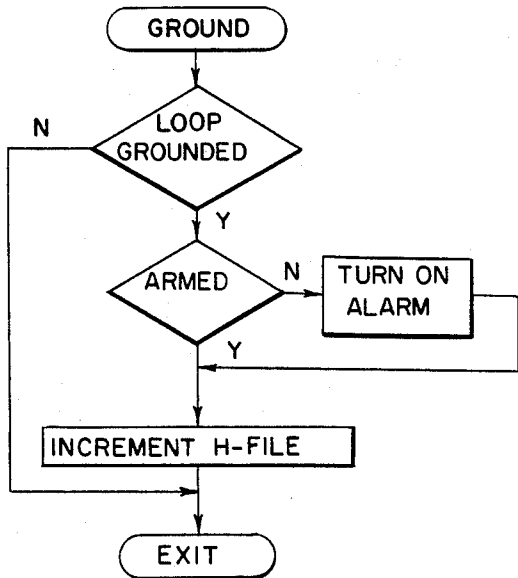 GROUND
N
LOOP
GROUNDED
Y
ARMED
N
TURN ON
ALARM
Y
INCREMENT H-FILE
EXIT